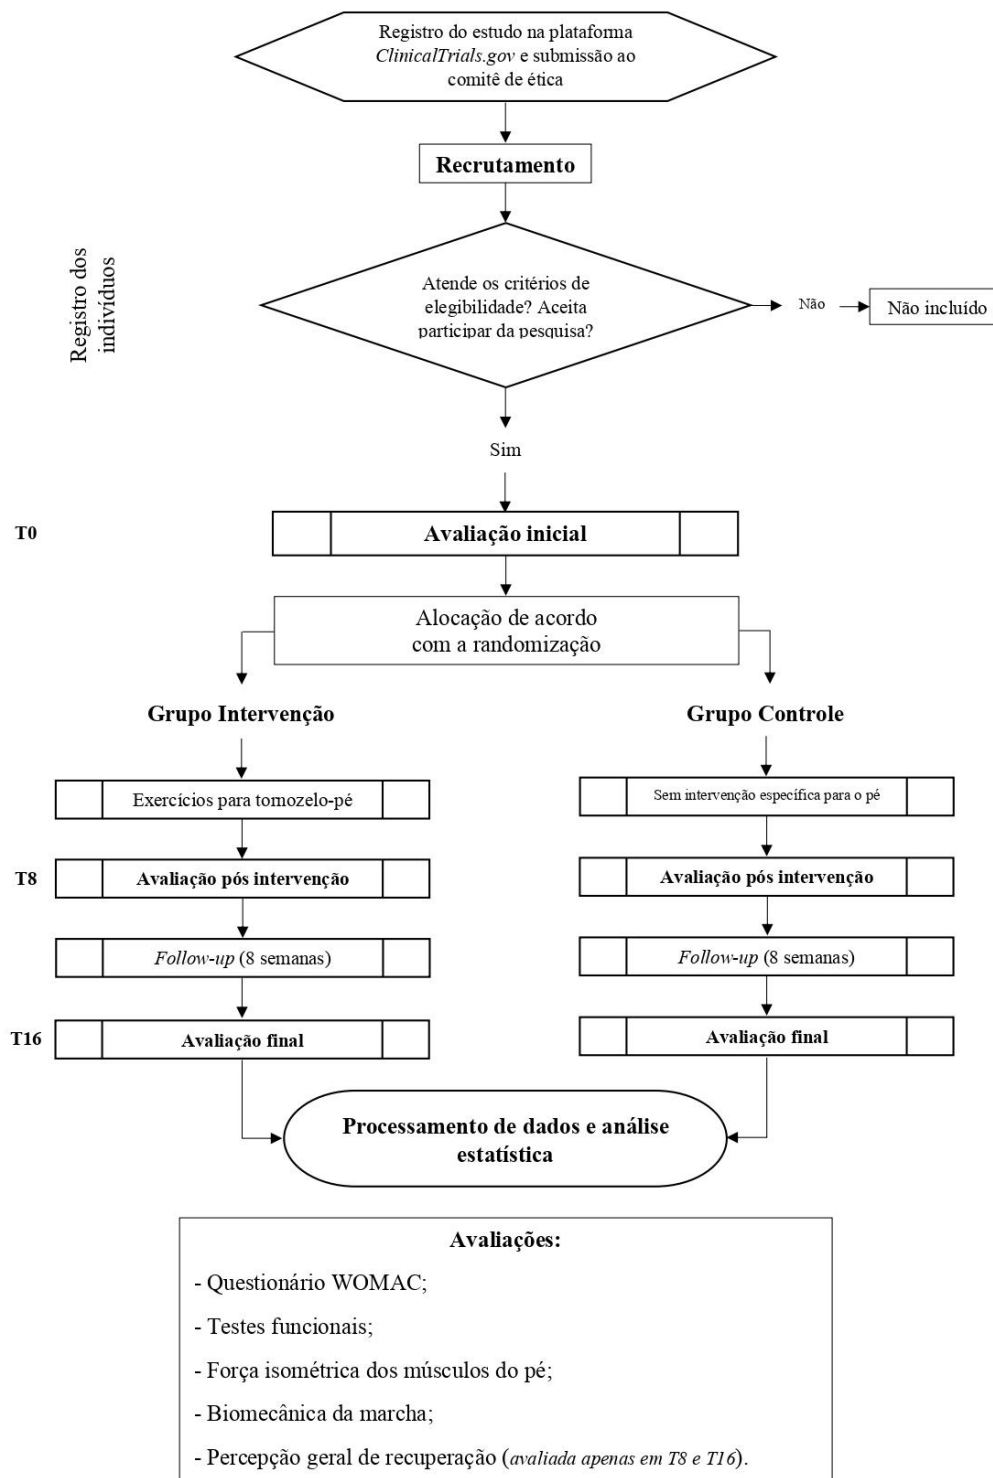 Registro do estudo na plataforma
ClinicalTrials.gov e submissão ao
comitê de ética
Recrutamento
Registro dos
indivíduos
Atende os critérios de
elegibilidade? Aceita
participar da pesquisa?
Não
Não incluído
Sim
T0
Avaliação inicial
Alocação de acordo
com a randomização
Grupo Intervenção
Grupo Controle
Exercícios para tornozelo-pé
Sem intervenção específica para o pé
T8
Avaliação pós intervenção
Avaliação pós intervenção
Follow-up (8 semanas)
Follow-up (8 semanas)
T16
Avaliação final
Avaliação final
Processamento de dados e análise
estatística
Avaliações:
- Questionário WOMAC;
- Testes funcionais;
- Força isométrica dos músculos do pé;
- Biomecânica da marcha;
- Percepção geral de recuperação (avaliada apenas em T8 e T16).